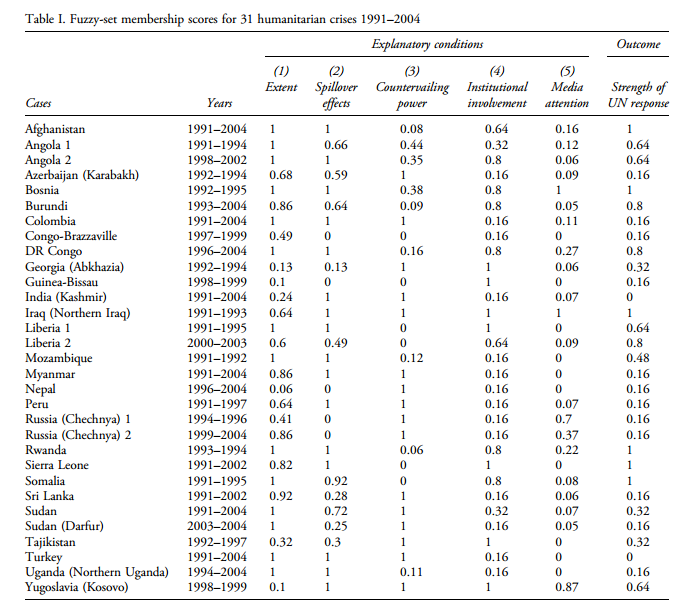 Table I. Fuzzy-set membership scores for 31 humanitarian crises 1991–2004
Explanatory conditions Outcome
(1) (2) (3) (4) (5)
Extent Spillover Countervailing Institutional Media Strength of
Cases Years effects power involvement attention UN response
Afghanistan 1991–2004 1 1 0.08 0.64 0.16 1
Angola 1 1991–1994 1 0.66 0.44 0.32 0.12 0.64
Angola 2 1998–2002 1 1 0.35 0.8 0.06 0.64
Azerbaijan (Karabakh) 1992–1994 0.68 0.59 1 0.16 0.09 0.16
Bosnia 1992–1995 1 1 0.38 0.8 1 1
Burundi 1993–2004 0.86 0.64 0.09 0.8 0.05 0.8
Colombia 1991–2004 1 1 1 0.16 0.11 0.16
Congo-Brazzaville 1997–1999 0.49 0 0 0.16 0 0.16
DR Congo 1996–2004 1 1 0.16 0.8 0.27 0.8
Georgia (Abkhazia) 1992–1994 0.13 0.13 1 1 0.06 0.32
Guinea-Bissau 1998–1999 0.1 0 0 1 0 0.16
India (Kashmir) 1991–2004 0.24 1 1 0.16 0.07 0
Iraq (Northern Iraq) 1991–1993 0.64 1 1 1 1 1
Liberia 1 1991–1995 1 1 0 1 0 0.64
Liberia 2 2000–2003 0.6 0.49 0 0.64 0.09 0.8
Mozambique 1991–1992 1 1 0.12 0.16 0 0.48
Myanmar 1991–2004 0.86 1 1 0.16 0 0.16
Nepal 1996–2004 0.06 0 1 0.16 0 0.16
Peru 1991–1997 0.64 1 1 0.16 0.07 0.16
Russia (Chechnya) 1 1994–1996 0.41 0 1 0.16 0.7 0.16
Russia (Chechnya) 2 1999–2004 0.86 0 1 0.16 0.37 0.16
Rwanda 1993–1994 1 1 0.06 0.8 0.22 1
Sierra Leone 1991–2002 0.82 1 0 1 0 1
Somalia 1991–1995 1 0.92 0 0.8 0.08 1
Sri Lanka 1991–2002 0.92 0.28 1 0.16 0.06 0.16
Sudan 1991–2004 1 0.72 1 0.32 0.07 0.32
Sudan (Darfur) 2003–2004 1 0.25 1 0.16 0.05 0.16
Tajikistan 1992–1997 0.32 0.3 1 1 0 0.32
Turkey 1991–2004 1 1 1 0.16 0 0
Uganda (Northern Uganda) 1994–2004 1 1 0.11 0.16 0 0.16
Yugoslavia (Kosovo) 1998–1999 0.1 1 1 1 0.87 0.64